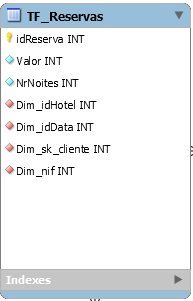 TF_Reservas
idReserva INT
Valor INT
NrNoites INT
Dim_idHotel INT
Dim_idData INT
Dim_sk_cliente INT
Dim_nif INT
Indexes